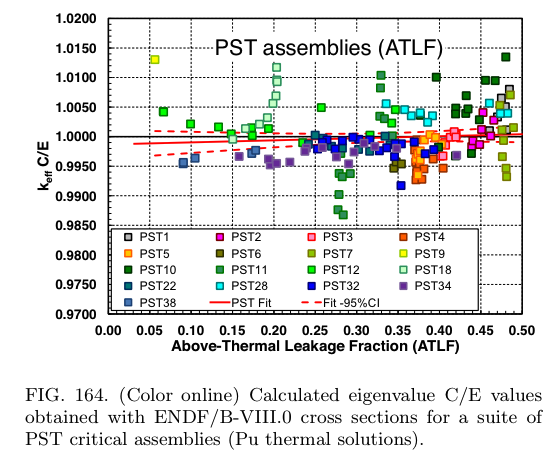 PST assemblies (ATLF)
k_eff C/E
1.0200
1.0150
1.0100
1.0050
1.0000
0.9950
0.9900
0.9850
0.9800
0.9750
0.9700
PST1 PST2 PST3 PST4
PST5 PST6 PST7 PST9
PST10 PST11 PST12 PST18
PST22 PST28 PST32 PST34
PST38 PST Fit Fit -95%CI
0.00 0.05 0.10 0.15 0.20 0.25 0.30 0.35 0.40 0.45 0.50
Above-Thermal Leakage Fraction (ATLF)
FIG. 164. (Color online) Calculated eigenvalue C/E values
obtained with ENDF/B-VIII.0 cross sections for a suite of
PST critical assemblies (Pu thermal solutions).